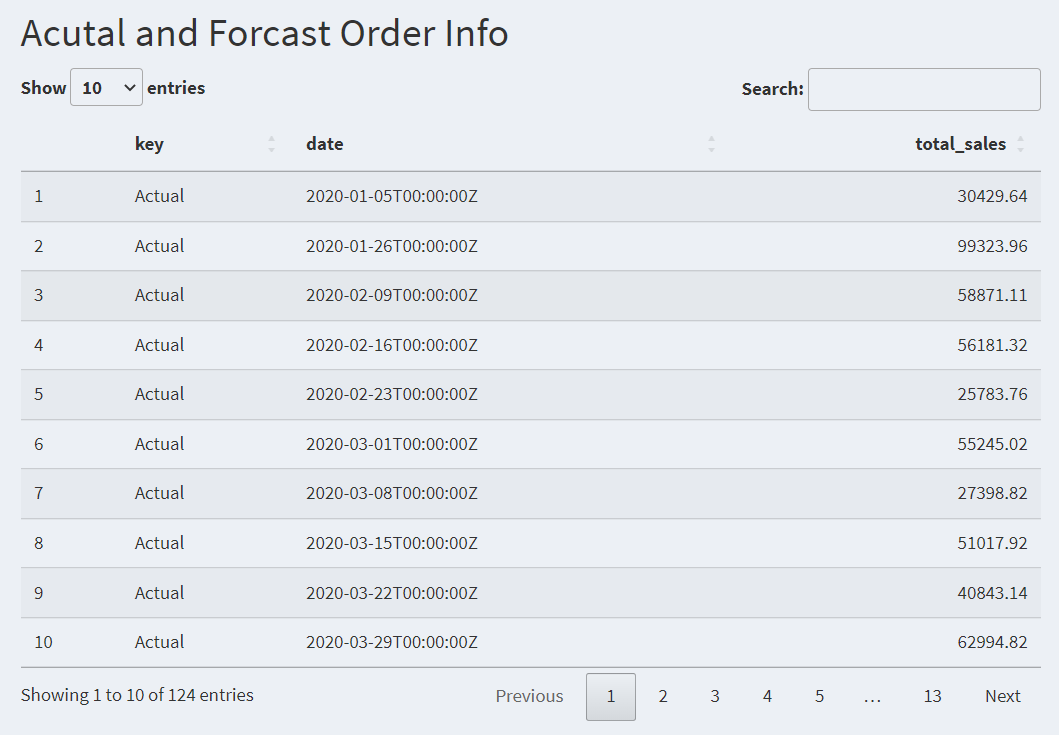 Acutal and Forcast Order Info
Show 10 entries Search:
key date total_sales
1 Actual 2020-01-05T00:00:00Z 30429.64
2 Actual 2020-01-26T00:00:00Z 99323.96
3 Actual 2020-02-09T00:00:00Z 58871.11
4 Actual 2020-02-16T00:00:00Z 56181.32
5 Actual 2020-02-23T00:00:00Z 25783.76
6 Actual 2020-03-01T00:00:00Z 55245.02
7 Actual 2020-03-08T00:00:00Z 27398.82
8 Actual 2020-03-15T00:00:00Z 51017.92
9 Actual 2020-03-22T00:00:00Z 40843.14
10 Actual 2020-03-29T00:00:00Z 62994.82
Showing 1 to 10 of 124 entries Previous 1 2 3 4 5 … 13 Next